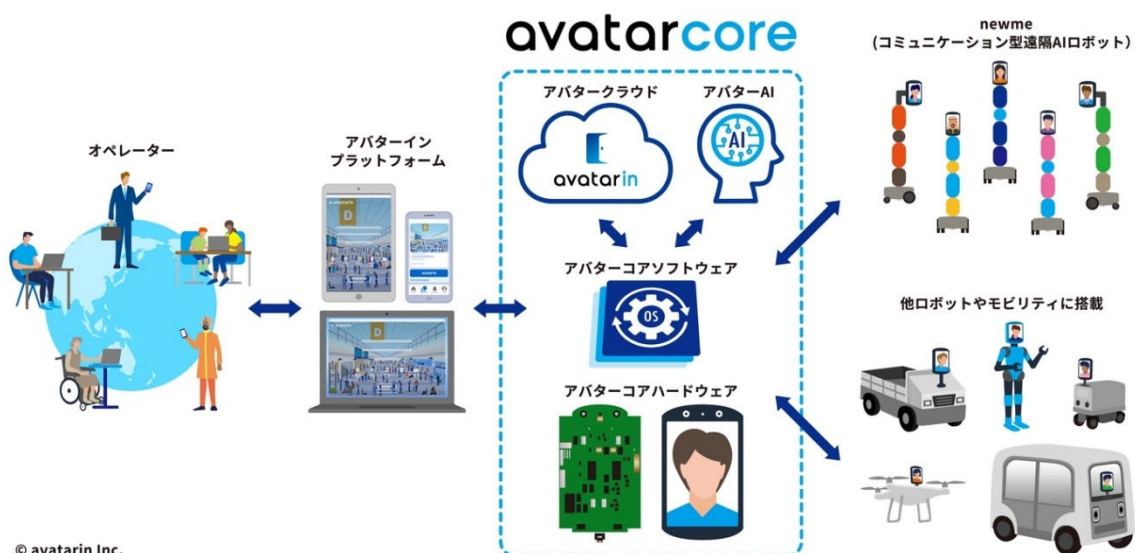 avatarcore
newme
(コミュニケーション型遠隔AIロボット)
アバタークラウド
アバターAI
AI
avatarin
オペレーター
アバターイン
プラットフォーム
avatarin
D
アバターコアソフトウェア
OS
他ロボットやモビリティに搭載
D
アバターコアハードウェア
© avatarin Inc.